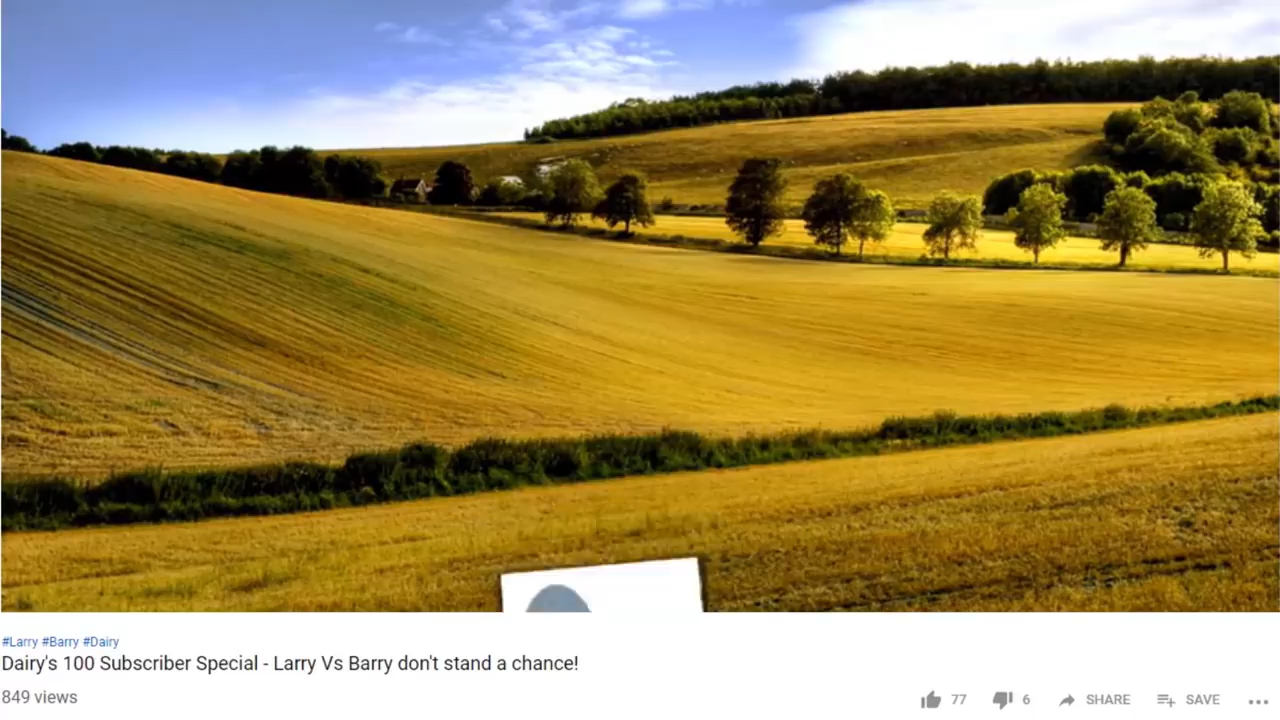 #Larry #Barry #Dairy
Dairy's 100 Subscriber Special - Larry Vs Barry don't stand a chance!
849 views 77 6 SHARE SAVE